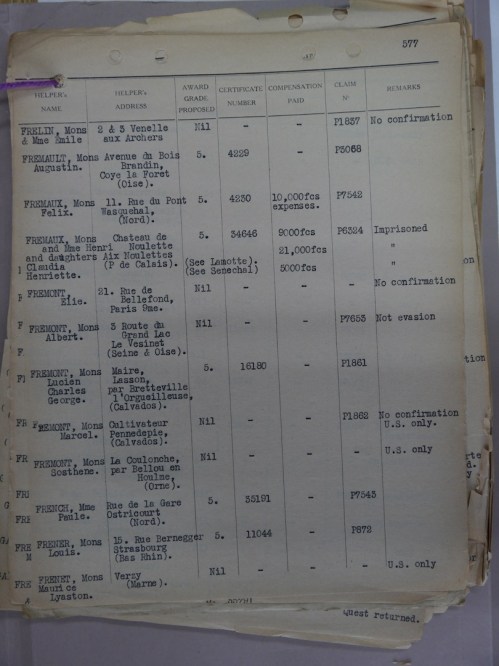 577
HELPER's NAME HELPER's ADDRESS AWARD GRADE PROPOSED CERTIFICATE NUMBER COMPENSATION PAID CLAIM N° REMARKS
FRELIN, Mons 2 & 3 Venelle Nil - - P1837 No confirmation
& Mme Emile aux Archers
FREMAULT, Mons Avenue du Bois 5. 4229 - P3068
Augustin. Brandin,
Coye la Foret
(Oise).
FREMAUX, Mons 11. Rue du Pont 5. 4230 10,000fcs P7542
Felix. Wasquehal, expenses.
(Nord).
FREMAUX, Mons Chateau de 5. 34646 9000fcs P6324 Imprisoned
and Mme Henri Noulette
and daughters Aix Noulettes 21,000fcs "
Claudia (P de Calais). (See Lamotte).
Henriette. (See Senechal) 5000fcs "
FREMONT, 21. Rue de Nil - - - No confirmation
Elie. Bellefond,
Paris 9me.
FREMONT, Mons 3 Route du Nil - - P7653 Not evasion
Albert. Grand Lac
Le Vesinet
(Seine & Oise).
FREMONT, Mons Maire, 5. 16180 - P1861
Lucien Lasson,
Charles par Bretteville
George. l'Orgueilleuse,
(Calvados).
FREMONT, Mons Cultivateur Nil - - P1862 No confirmation
Marcel. Pennedepie, U.S. only.
(Calvados).
FREMONT, Mons La Coulonche, Nil - - - U.S. only
Sosthene. par Bellou en
Houlne,
(Orne).
FRENCH, Mme Rue de la Gare 5. 35191 - P7543
Paule. Ostricourt
(Nord).
FRENER, Mons 15. Rue Bernegger 5. 11044 - P872
Louis. Strasbourg
(Bas Rhin).
FRENET, Mons Verzy Nil - - - U.S. only
Maurice (Marne).
Lyaston.
quest returned.